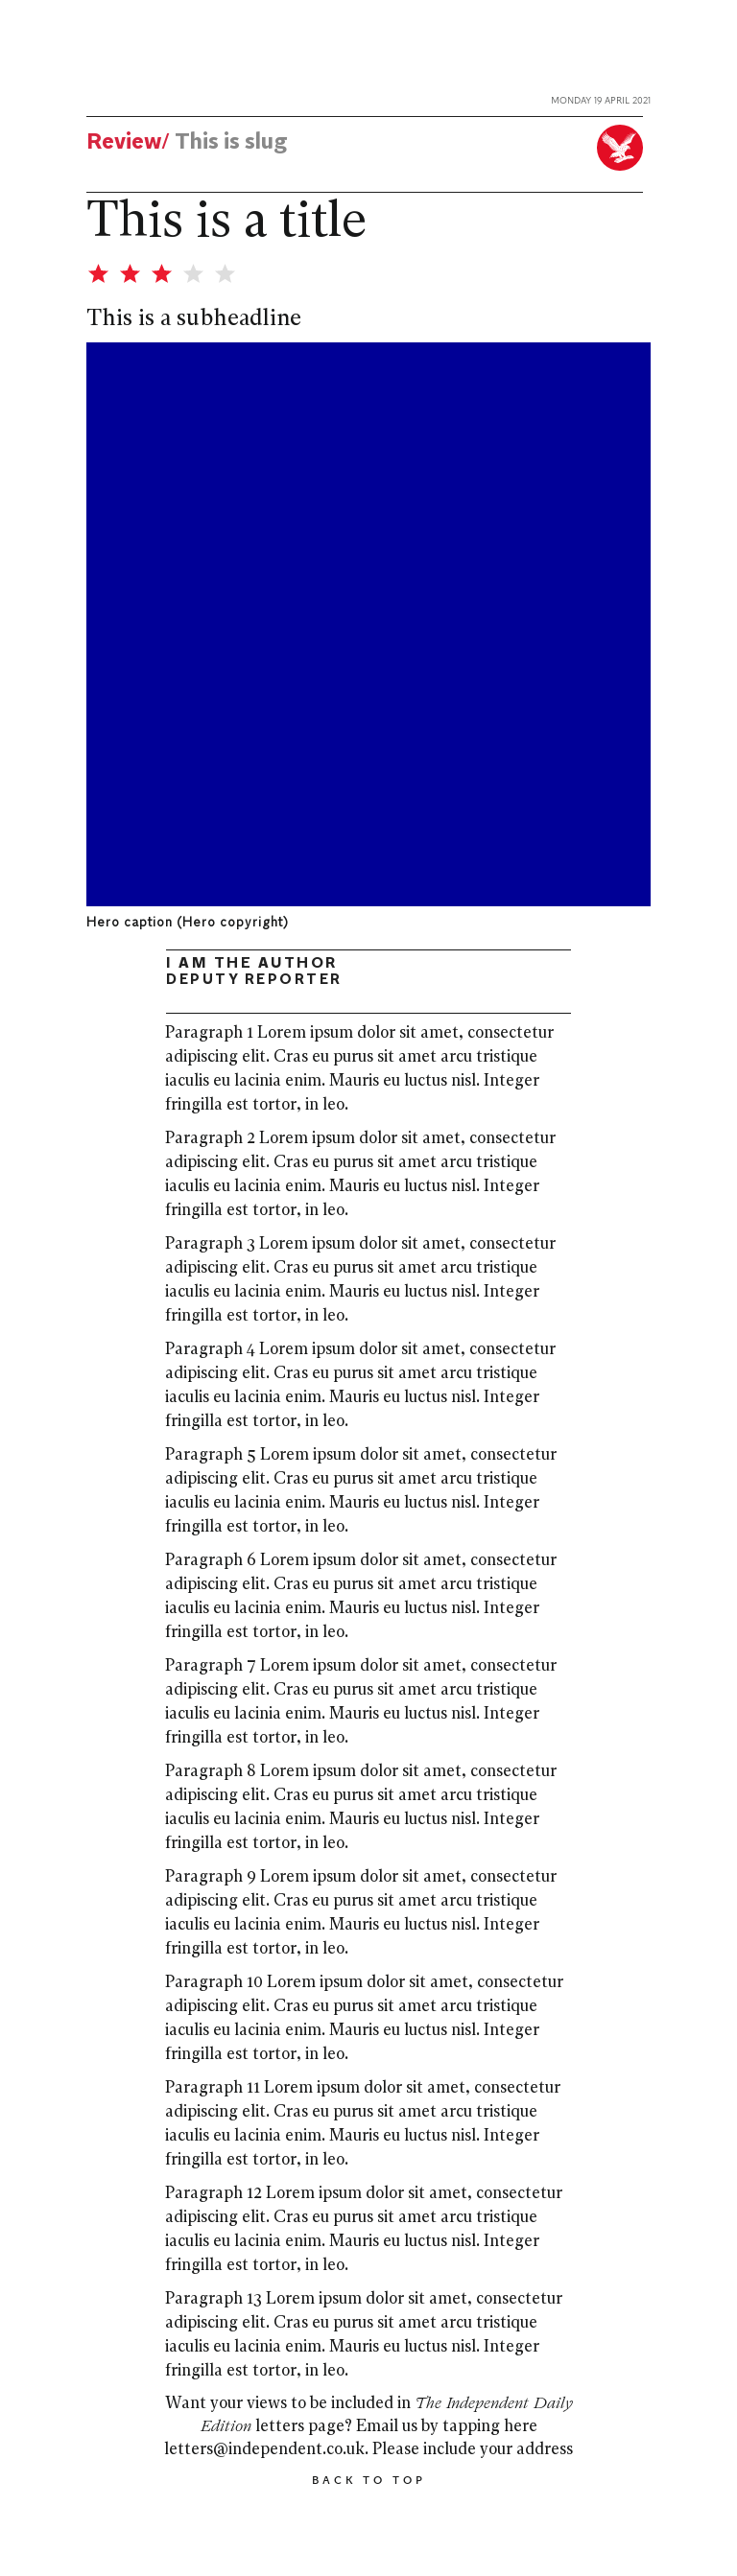 MONDAY 19 APRIL 2021
Review/ This is slug
This is a title
This is a subheadline
Hero caption (Hero copyright)
I AM THE AUTHOR
DEPUTY REPORTER
Paragraph 1 Lorem ipsum dolor sit amet, consectetur
adipiscing elit. Cras eu purus sit amet arcu tristique
iaculis eu lacinia enim. Mauris eu luctus nisl. Integer
fringilla est tortor, in leo.
Paragraph 2 Lorem ipsum dolor sit amet, consectetur
adipiscing elit. Cras eu purus sit amet arcu tristique
iaculis eu lacinia enim. Mauris eu luctus nisl. Integer
fringilla est tortor, in leo.
Paragraph 3 Lorem ipsum dolor sit amet, consectetur
adipiscing elit. Cras eu purus sit amet arcu tristique
iaculis eu lacinia enim. Mauris eu luctus nisl. Integer
fringilla est tortor, in leo.
Paragraph 4 Lorem ipsum dolor sit amet, consectetur
adipiscing elit. Cras eu purus sit amet arcu tristique
iaculis eu lacinia enim. Mauris eu luctus nisl. Integer
fringilla est tortor, in leo.
Paragraph 5 Lorem ipsum dolor sit amet, consectetur
adipiscing elit. Cras eu purus sit amet arcu tristique
iaculis eu lacinia enim. Mauris eu luctus nisl. Integer
fringilla est tortor, in leo.
Paragraph 6 Lorem ipsum dolor sit amet, consectetur
adipiscing elit. Cras eu purus sit amet arcu tristique
iaculis eu lacinia enim. Mauris eu luctus nisl. Integer
fringilla est tortor, in leo.
Paragraph 7 Lorem ipsum dolor sit amet, consectetur
adipiscing elit. Cras eu purus sit amet arcu tristique
iaculis eu lacinia enim. Mauris eu luctus nisl. Integer
fringilla est tortor, in leo.
Paragraph 8 Lorem ipsum dolor sit amet, consectetur
adipiscing elit. Cras eu purus sit amet arcu tristique
iaculis eu lacinia enim. Mauris eu luctus nisl. Integer
fringilla est tortor, in leo.
Paragraph 9 Lorem ipsum dolor sit amet, consectetur
adipiscing elit. Cras eu purus sit amet arcu tristique
iaculis eu lacinia enim. Mauris eu luctus nisl. Integer
fringilla est tortor, in leo.
Paragraph 10 Lorem ipsum dolor sit amet, consectetur
adipiscing elit. Cras eu purus sit amet arcu tristique
iaculis eu lacinia enim. Mauris eu luctus nisl. Integer
fringilla est tortor, in leo.
Paragraph 11 Lorem ipsum dolor sit amet, consectetur
adipiscing elit. Cras eu purus sit amet arcu tristique
iaculis eu lacinia enim. Mauris eu luctus nisl. Integer
fringilla est tortor, in leo.
Paragraph 12 Lorem ipsum dolor sit amet, consectetur
adipiscing elit. Cras eu purus sit amet arcu tristique
iaculis eu lacinia enim. Mauris eu luctus nisl. Integer
fringilla est tortor, in leo.
Paragraph 13 Lorem ipsum dolor sit amet, consectetur
adipiscing elit. Cras eu purus sit amet arcu tristique
iaculis eu lacinia enim. Mauris eu luctus nisl. Integer
fringilla est tortor, in leo.
Want your views to be included in The Independent Daily
Edition letters page? Email us by tapping here
letters@independent.co.uk. Please include your address
BACK TO TOP